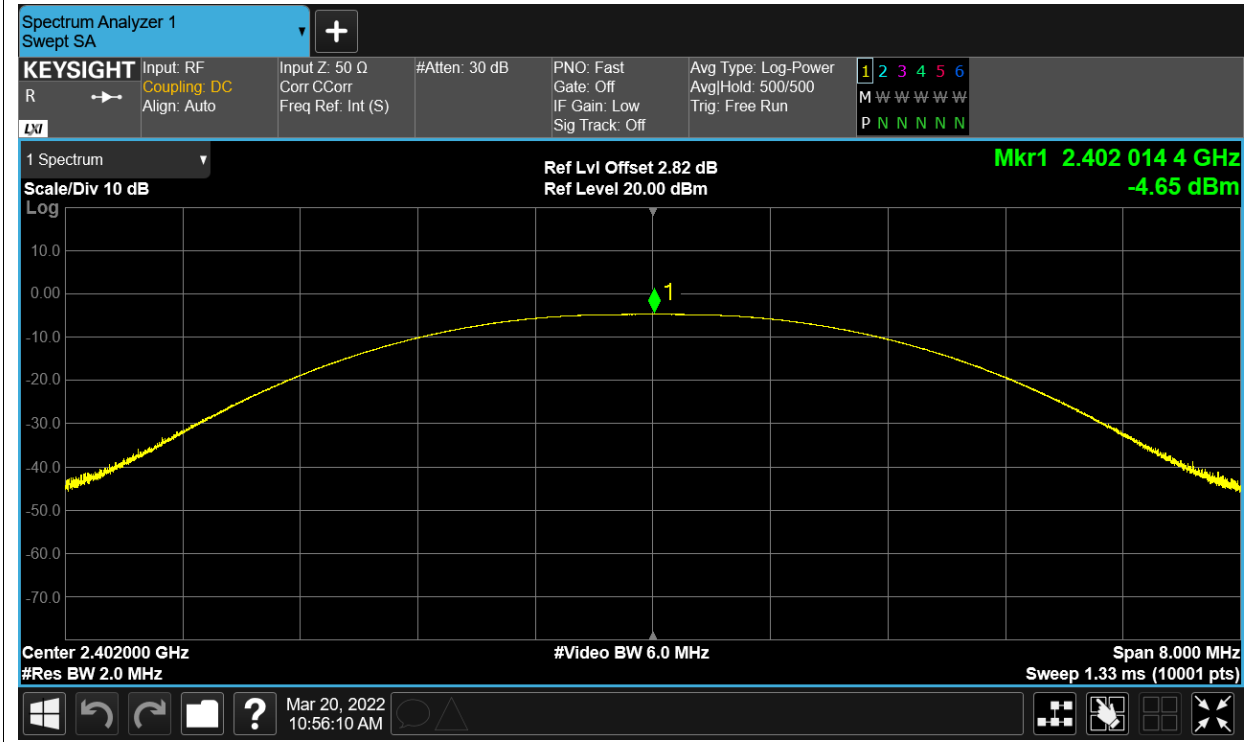 Spectrum Analyzer 1
Swept SA
KEYSIGHT
R
LXI
Input: RF
Coupling: DC
Align: Auto
Input Z: 50 Ω
Corr CCorr
Freq Ref: Int (S)
#Atten: 30 dB
PNO: Fast
Gate: Off
IF Gain: Low
Sig Track: Off
Avg Type: Log-Power
Avg|Hold: 500/500
Trig: Free Run
1 2 3 4 5 6
M W W W W W
P N N N N N
1 Spectrum
Scale/Div 10 dB
Log
Ref Lvl Offset 2.82 dB
Ref Level 20.00 dBm
Mkr1 2.402 014 4 GHz
-4.65 dBm
10.0
0.00
1
-10.0
-20.0
-30.0
-40.0
-50.0
-60.0
-70.0
Center 2.402000 GHz
#Video BW 6.0 MHz
Span 8.000 MHz
#Res BW 2.0 MHz
Sweep 1.33 ms (10001 pts)
?
Mar 20, 2022
10:56:10 AM